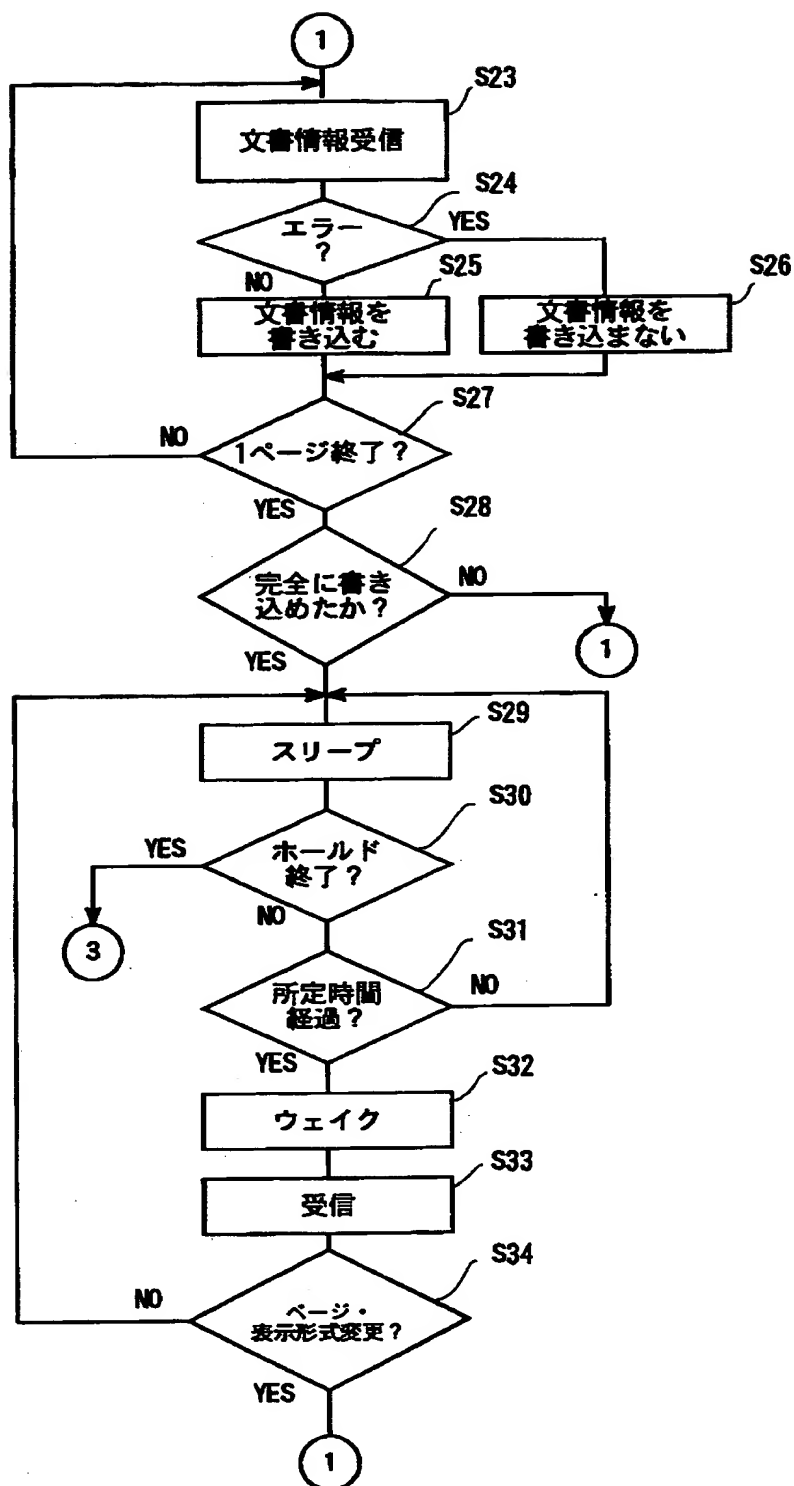 1
S23
文書情報受信
S24
エラー
?
YES
NO
S25
文書情報を
書き込む
S26
文書情報を
書き込まない
S27
1ページ終了?
NO
YES
S28
完全に書き
込めたか?
NO
1
YES
S29
スリープ
S30
ホールド
終了?
YES
3
NO
S31
所定時間
経過?
NO
YES
S32
ウェイク
S33
受信
S34
ページ・
表示形式変更?
NO
YES
1